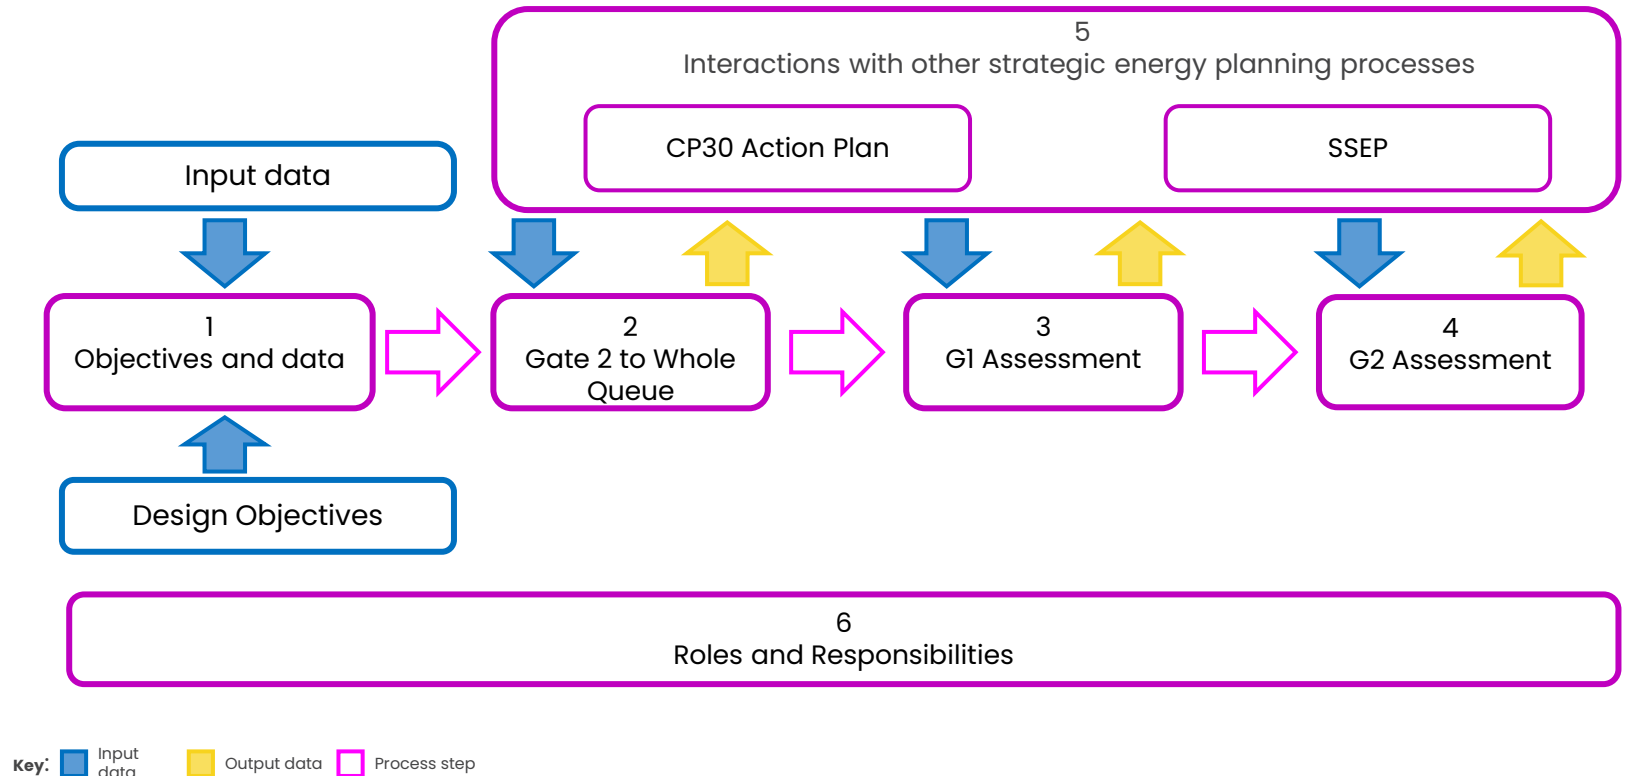 5
Interactions with other strategic energy planning processes
CP30 Action Plan
SSEP
Input data
1
Objectives and data
2
Gate 2 to Whole
Queue
3
G1 Assessment
4
G2 Assessment
Design Objectives
6
Roles and Responsibilities
Key:
Input
data
Output data
Process step